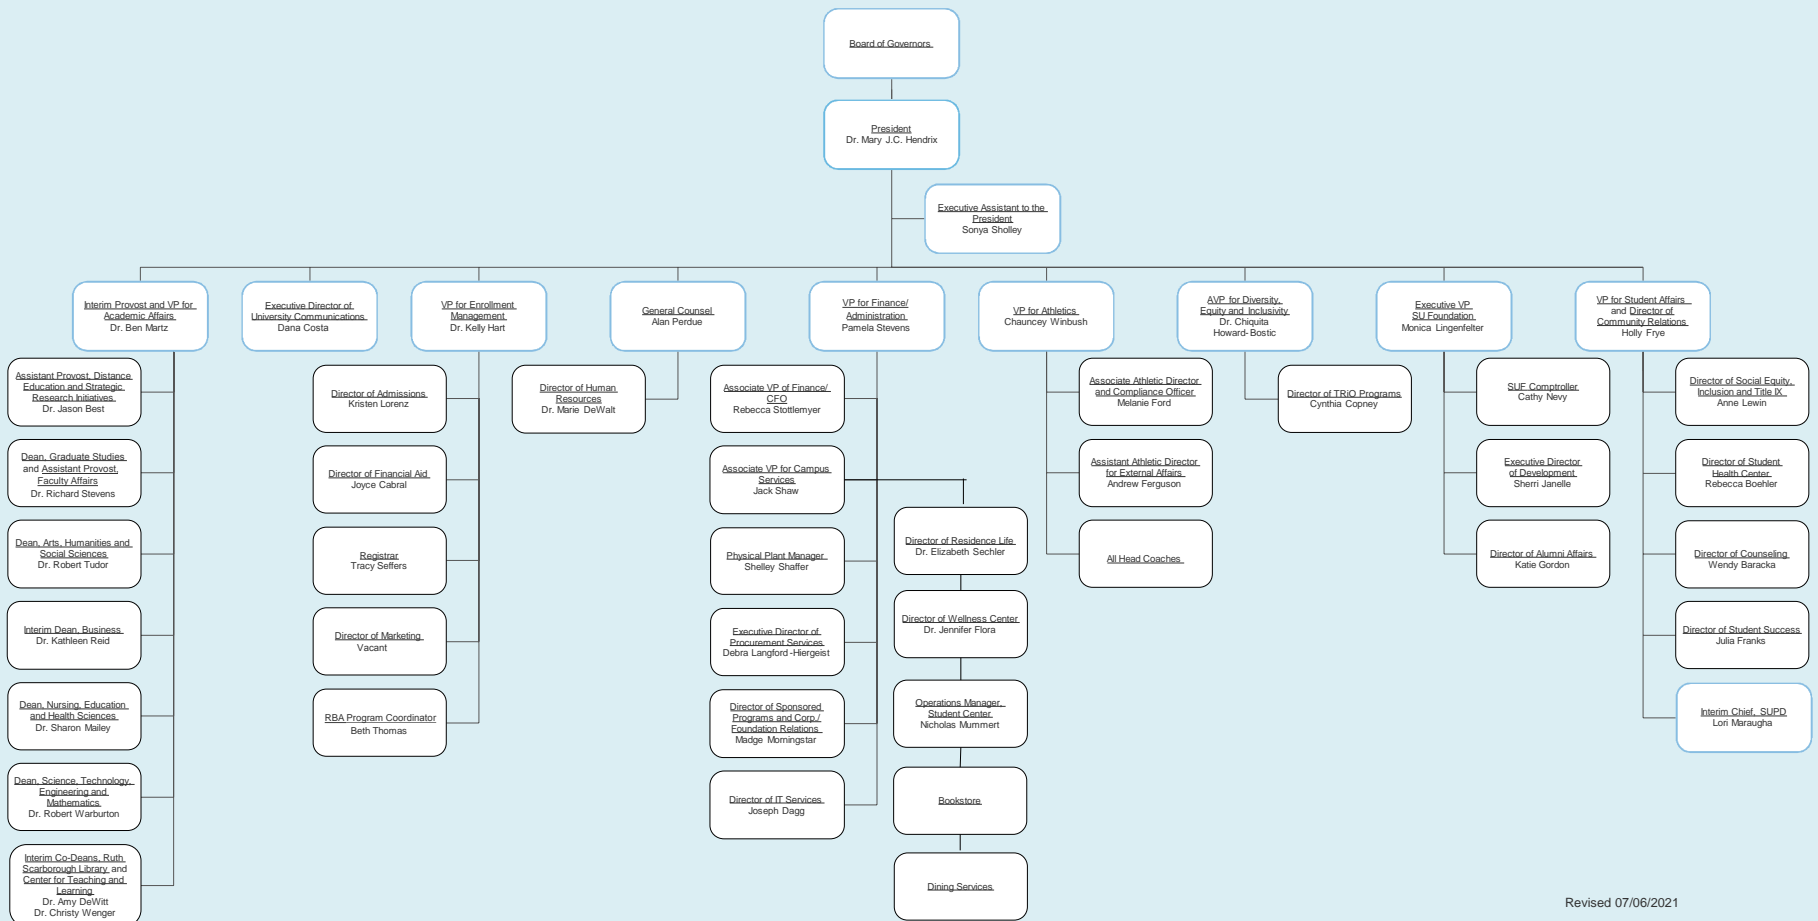 Board of Governors
President
Dr. Mary J.C. Hendrix
Executive Assistant to the
President
Sonya Sholley
Interim Provost and VP for
Academic Affairs
Dr. Ben Martz
Executive Director of
University Communications
Dana Costa
VP for Enrollment
Management
Dr. Kelly Hart
General Counsel
Alan Perdue
VP for Finance/
Administration
Pamela Stevens
VP for Athletics
Chauncey Winbush
AVP for Diversity,
Equity and Inclusivity
Dr. Chiquita
Howard-Bostic
Executive VP
SU Foundation
Monica Lingenfelter
VP for Student Affairs
and Director of
Community Relations
Holly Frye
Assistant Provost, Distance
Education and Strategic
Research Initiatives
Dr. Jason Best
Dean, Graduate Studies
and Assistant Provost,
Faculty Affairs
Dr. Richard Stevens
Dean, Arts, Humanities and
Social Sciences
Dr. Robert Tudor
Interim Dean, Business
Dr. Kathleen Reid
Dean, Nursing, Education
and Health Sciences
Dr. Sharon Mailey
Dean, Science, Technology,
Engineering and
Mathematics
Dr. Robert Warburton
Interim Co-Deans, Ruth
Scarborough Library and
Center for Teaching and
Learning
Dr. Amy DeWitt
Dr. Christy Wenger
Director of Admissions
Kristen Lorenz
Director of Financial Aid
Joyce Cabral
Registrar
Tracy Seffers
Director of Marketing
Vacant
RBA Program Coordinator
Beth Thomas
Director of Human
Resources
Dr. Marie DeWalt
Associate VP of Finance/
CFO
Rebecca Stottlemyer
Associate VP for Campus
Services
Jack Shaw
Physical Plant Manager
Shelley Shaffer
Executive Director of
Procurement Services
Debra Langford-Hiergeist
Director of Sponsored
Programs and Corp./
Foundation Relations
Madge Morningstar
Director of IT Services
Joseph Dagg
Director of Residence Life
Dr. Elizabeth Sechler
Director of Wellness Center
Dr. Jennifer Flora
Operations Manager,
Student Center
Nicholas Mummert
Bookstore
Dining Services
Associate Athletic Director
and Compliance Officer
Melanie Ford
Assistant Athletic Director
for External Affairs
Andrew Ferguson
All Head Coaches
Director of TRiO Programs
Cynthia Copney
SUF Comptroller
Cathy Nevy
Executive Director
of Development
Sherri Janelle
Director of Alumni Affairs
Katie Gordon
Director of Social Equity,
Inclusion and Title IX
Anne Lewin
Director of Student
Health Center
Rebecca Boehler
Director of Counseling
Wendy Baracka
Director of Student Success
Julia Franks
Interim Chief, SUPD
Lori Maraugha
Revised 07/06/2021